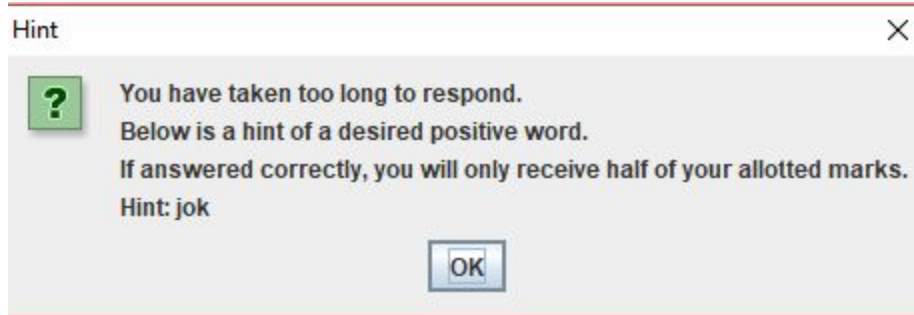 Hint
You have taken too long to respond.
Below is a hint of a desired positive word.
If answered correctly, you will only receive half of your allotted marks.
Hint: jok
OK